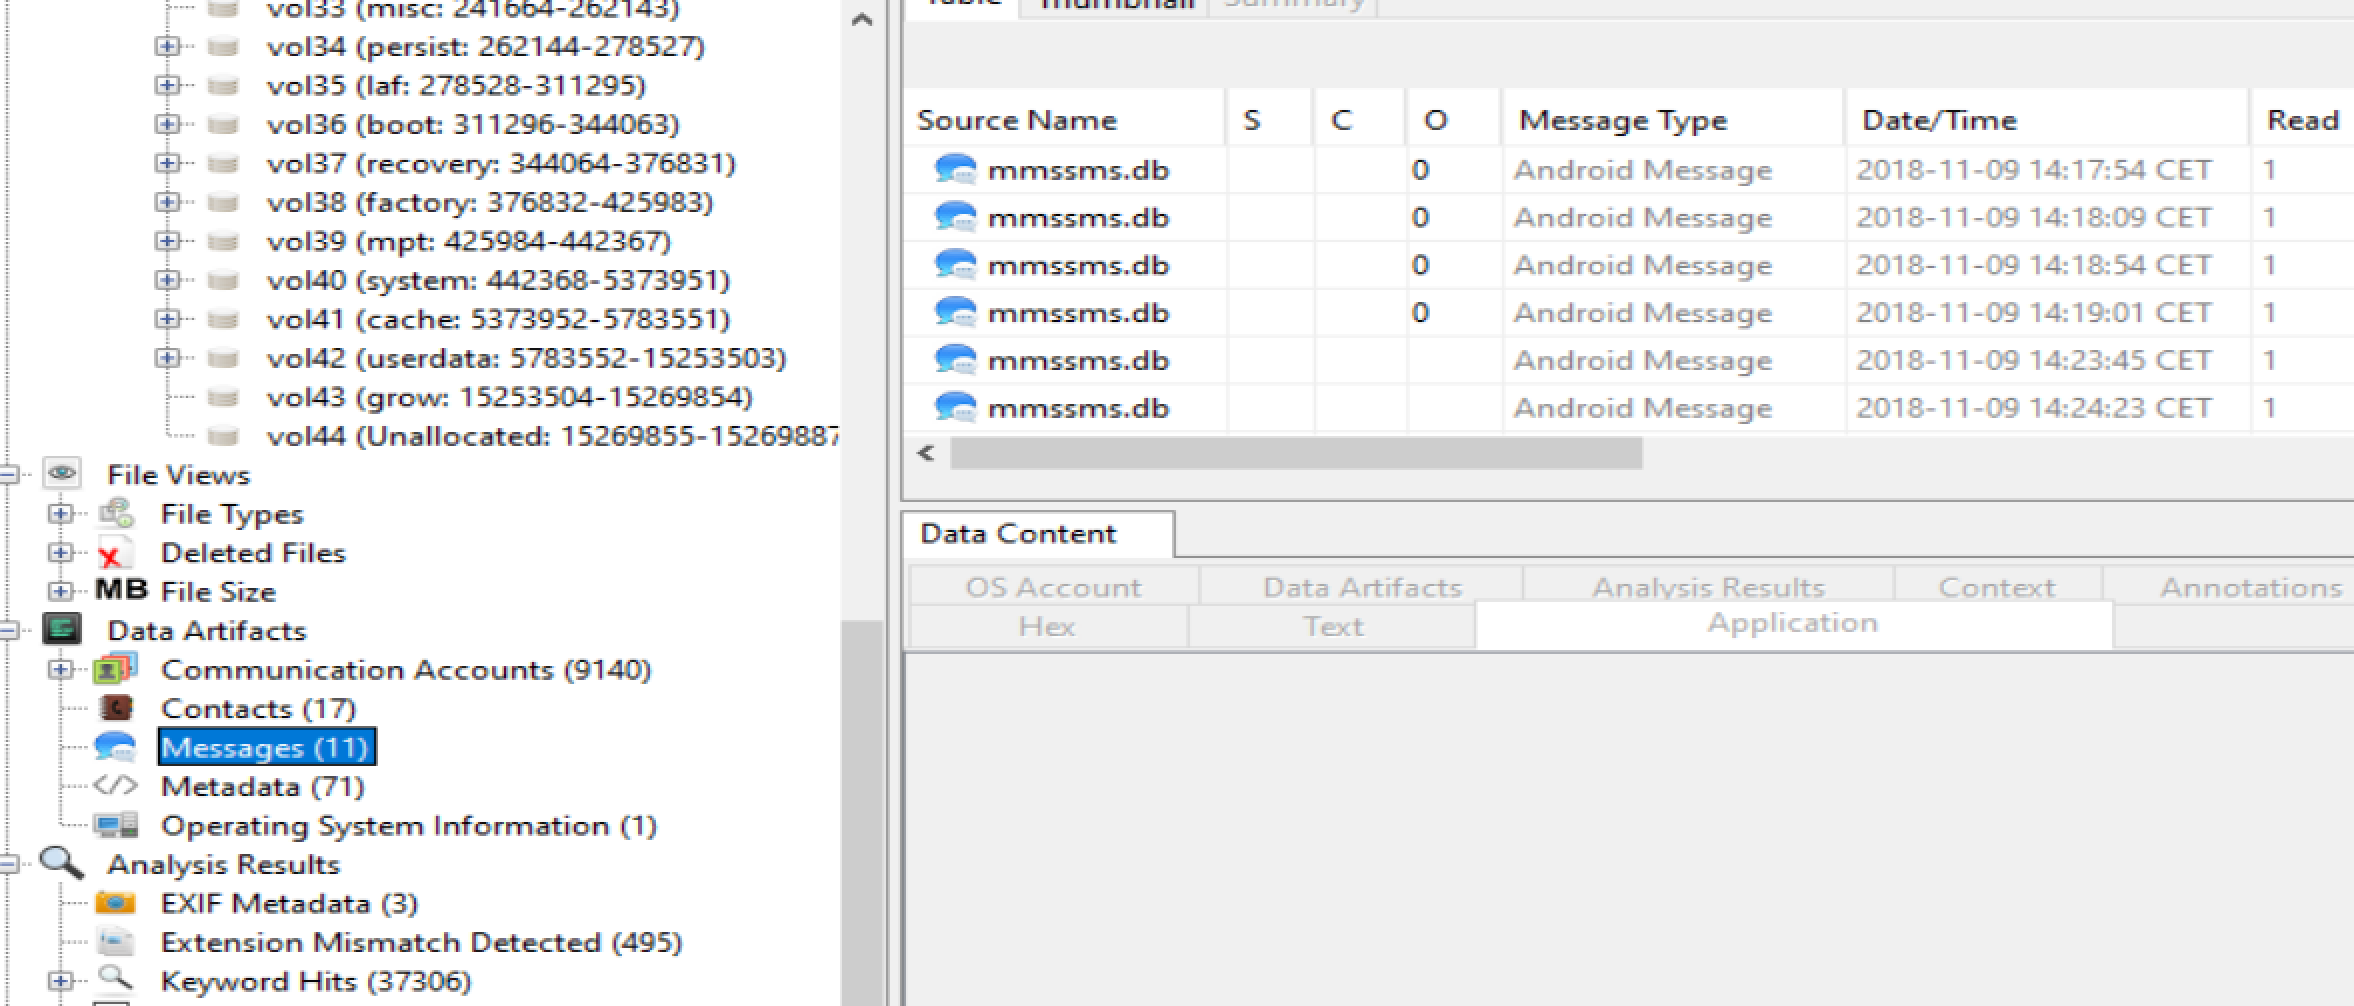 vol33 (misc: 241664-262143)
vol34 (persist: 262144-278527)
vol35 (laf: 278528-311295)
vol36 (boot: 311296-344063)
vol37 (recovery: 344064-376831)
vol38 (factory: 376832-425983)
vol39 (mpt: 425984-442367)
vol40 (system: 442368-5373951)
vol41 (cache: 5373952-5783551)
vol42 (userdata: 5783552-15253503)
vol43 (grow: 15253504-15269854)
vol44 (Unallocated: 15269855-15269887
File Views
File Types
Deleted Files
MB File Size
Data Artifacts
Communication Accounts (9140)
Contacts (17)
Messages (11)
Metadata (71)
Operating System Information (1)
Analysis Results
EXIF Metadata (3)
Extension Mismatch Detected (495)
Keyword Hits (37306)
Table Thumbnail Summary
Source Name S C O Message Type Date/Time Read
mmssms.db 0 Android Message 2018-11-09 14:17:54 CET 1
mmssms.db 0 Android Message 2018-11-09 14:18:09 CET 1
mmssms.db 0 Android Message 2018-11-09 14:18:54 CET 1
mmssms.db 0 Android Message 2018-11-09 14:19:01 CET 1
mmssms.db Android Message 2018-11-09 14:23:45 CET 1
mmssms.db Android Message 2018-11-09 14:24:23 CET 1
Data Content
OS Account Data Artifacts Analysis Results Context Annotations
Hex Text Application